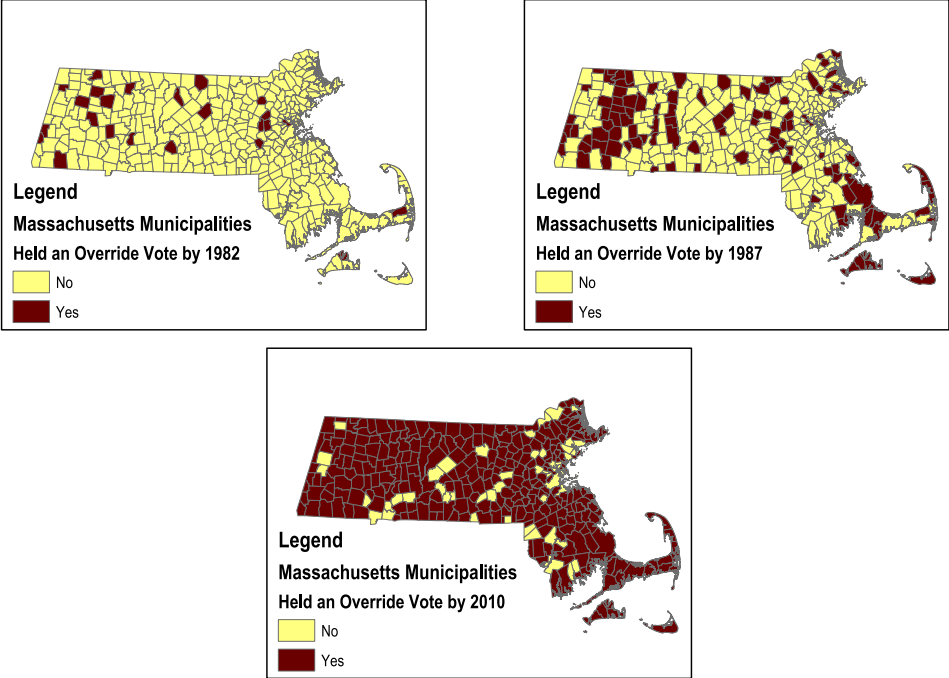 Legend
Massachusetts Municipalities
Held an Override Vote by 1982
No
Yes
Legend
Massachusetts Municipalities
Held an Override Vote by 1987
No
Yes
Legend
Massachusetts Municipalities
Held an Override Vote by 2010
No
Yes